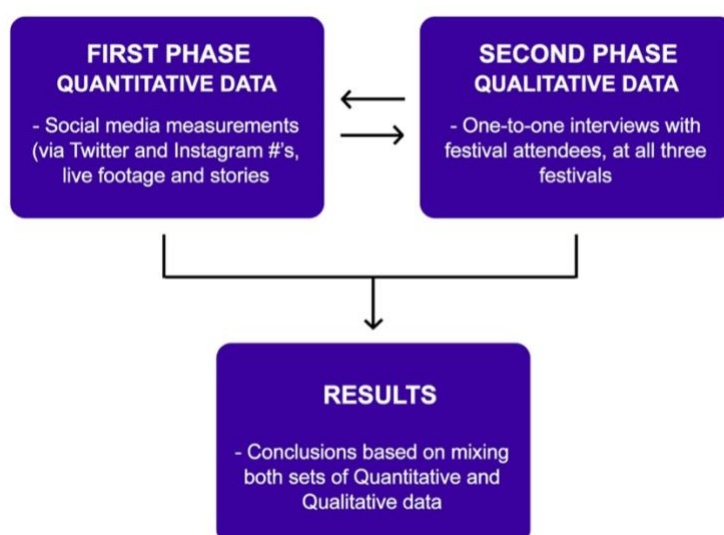 FIRST PHASE
QUANTITATIVE DATA
- Social media measurements
(via Twitter and Instagram #'s,
live footage and stories
SECOND PHASE
QUALITATIVE DATA
- One-to-one interviews with
festival attendees, at all three
festivals
RESULTS
- Conclusions based on mixing
both sets of Quantitative and
Qualitative data